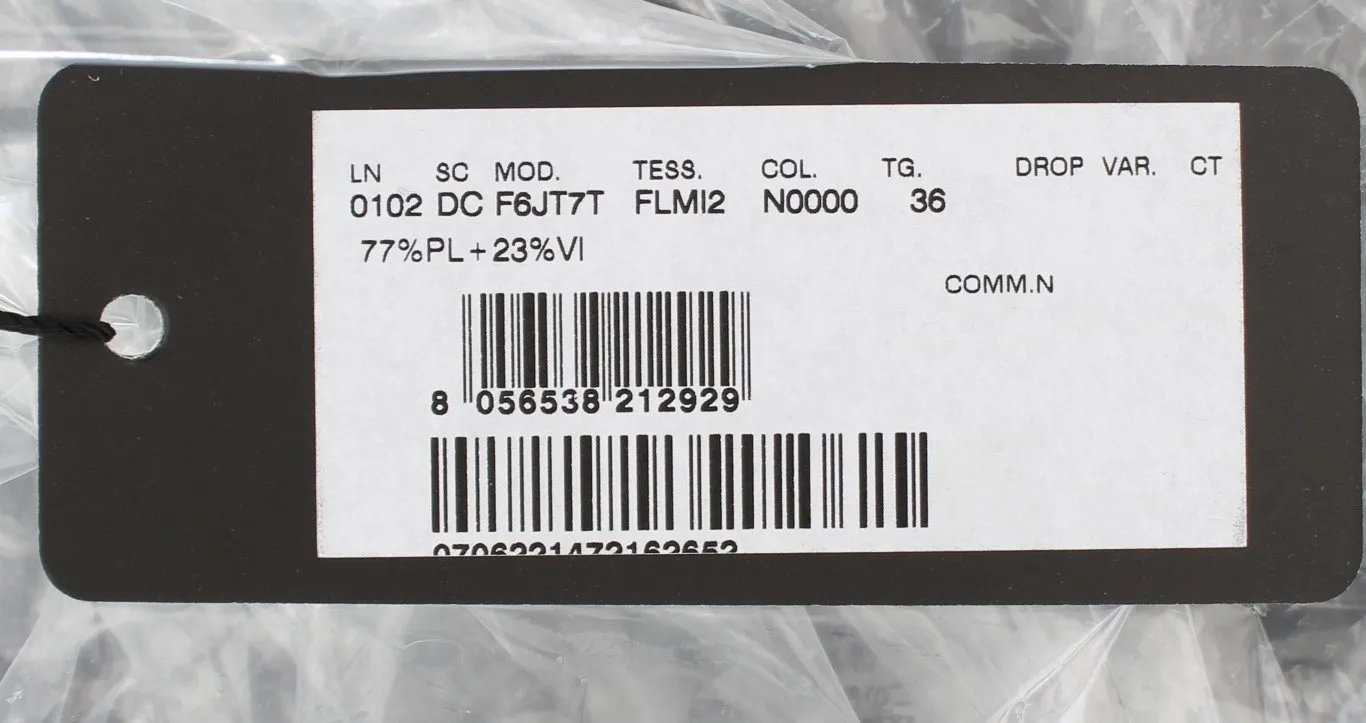 LN SC MOD. TESS. COL. TG. DROP VAR. CT
0102 DC F6JT7T FLMI2 N0000 36
77%PL+23%VI
COMM.N
8 056538 212929